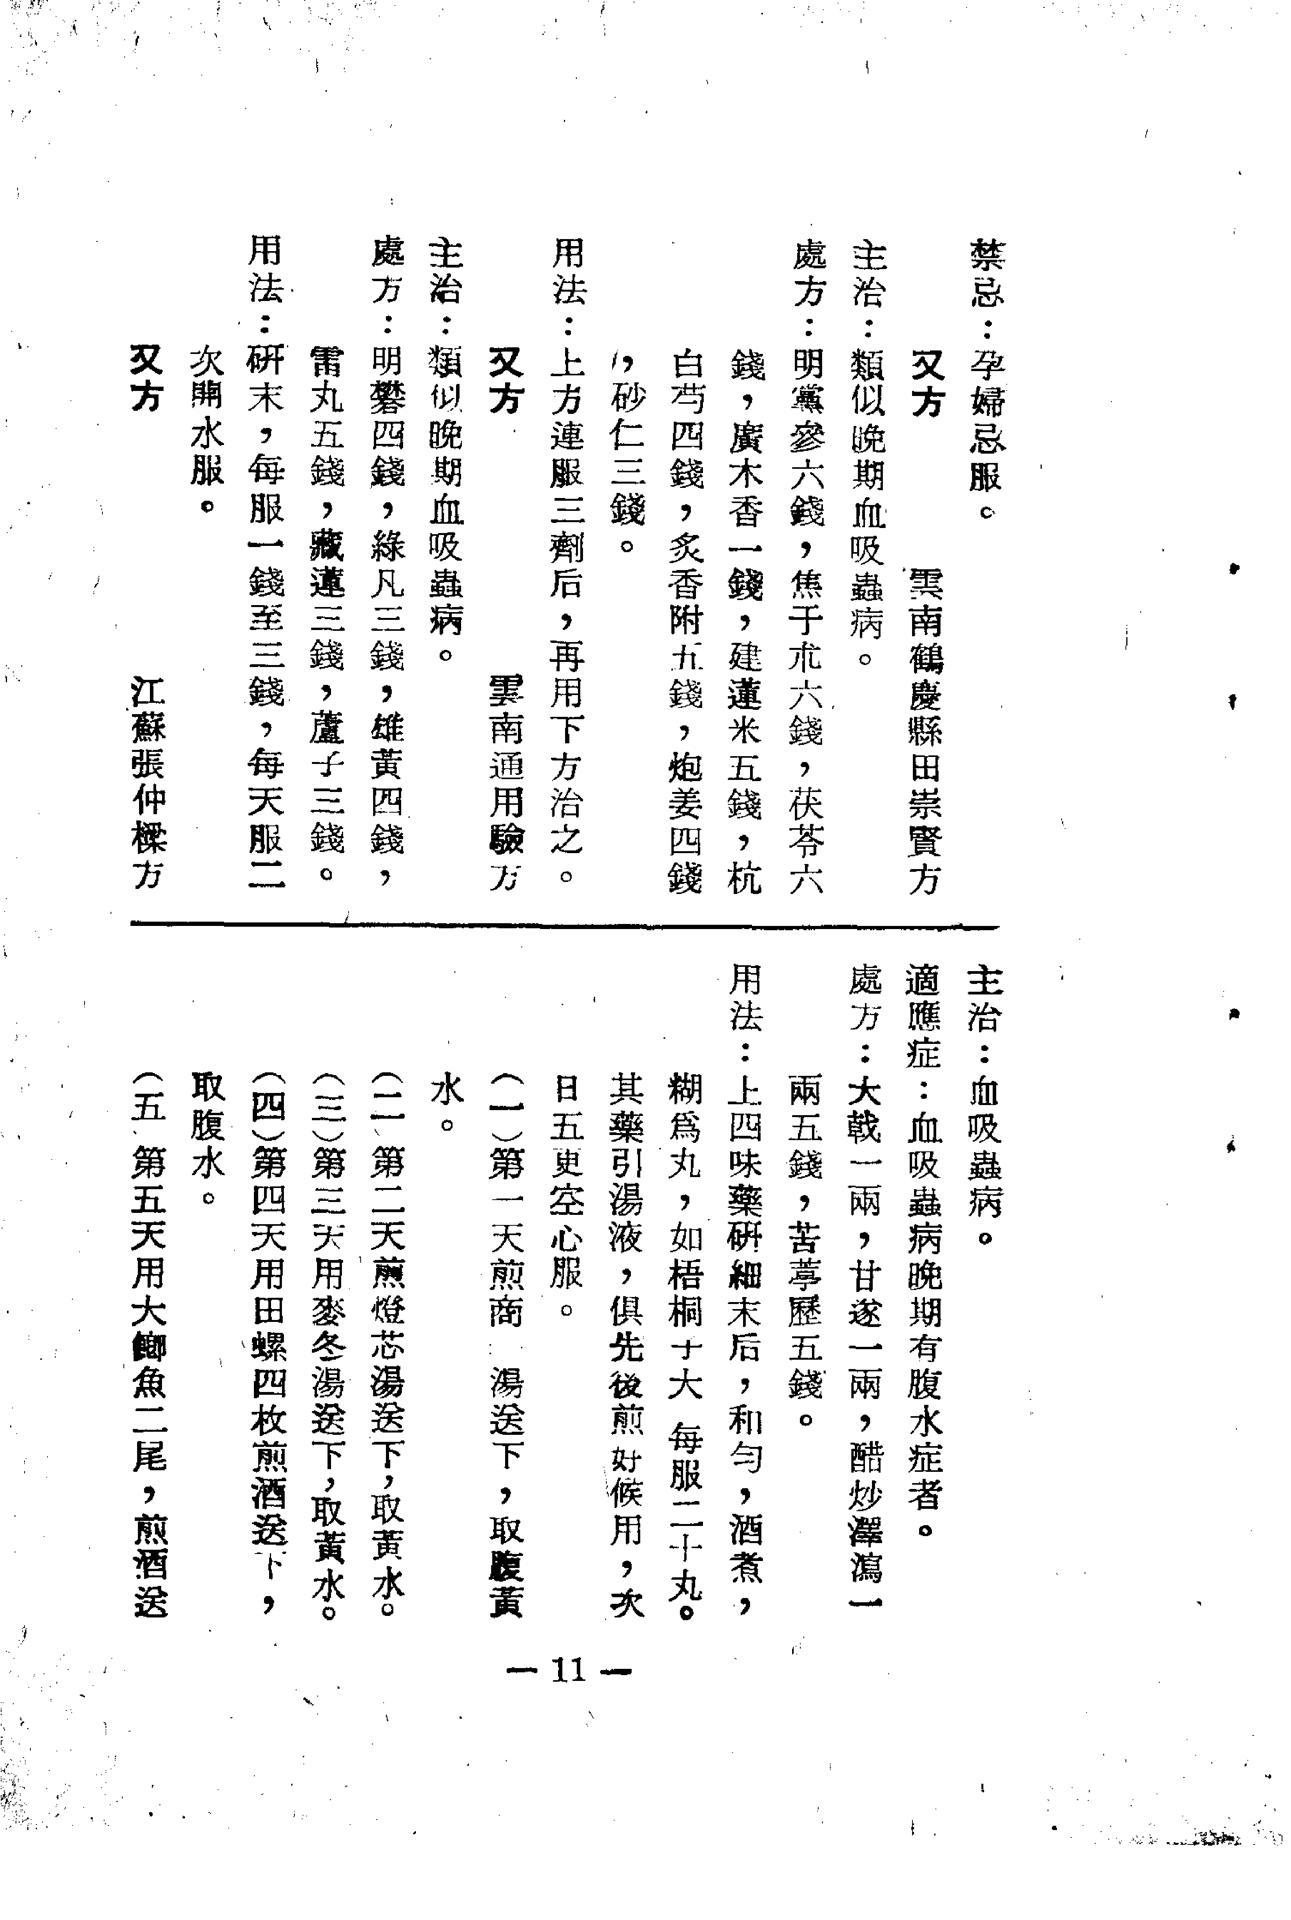 禁忌：孕婦忌服。
又方　雲南鶴慶縣田崇賢方
主治：類似晚期血吸蟲病。
處方：明黨參六錢，焦于朮六錢，茯苓六
錢，廣木香一錢，建蓮米五錢，杭
白芍四錢，炙香附五錢，炮姜四錢
，砂仁三錢。
用法：上方連服三劑后，再用下方治之。
又方　雲南通用驗方
主治：類似晚期血吸蟲病。
處方：明礬四錢，綠凡三錢，雄黃四錢，
雷丸五錢，藏蓮三錢，蘆子三錢。
用法：研末，每服一錢至三錢，每天服二
次開水服。
又方　江蘇張仲樑方
主治：血吸蟲病。
適應症：血吸蟲病晚期有腹水症者。
處方：大戟一兩，甘遂一兩，醋炒澤瀉一
兩五錢，苦葶歷五錢。
用法：上四味藥研細末后，和勻，酒煮，
糊爲丸，如梧桐子大 每服二十丸。
其藥引湯液，俱先後煎好候用，次
日五更空心服。
（一）第一天煎商 湯送下，取腹黃
水。
（二 第二天煎燈芯湯送下，取黃水。
（三）第三天用麥冬湯送下，取黃水。
（四）第四天用田螺四枚煎酒送下，
取腹水。
（五 第五天用大鯽魚二尾，煎酒送
— 11 —